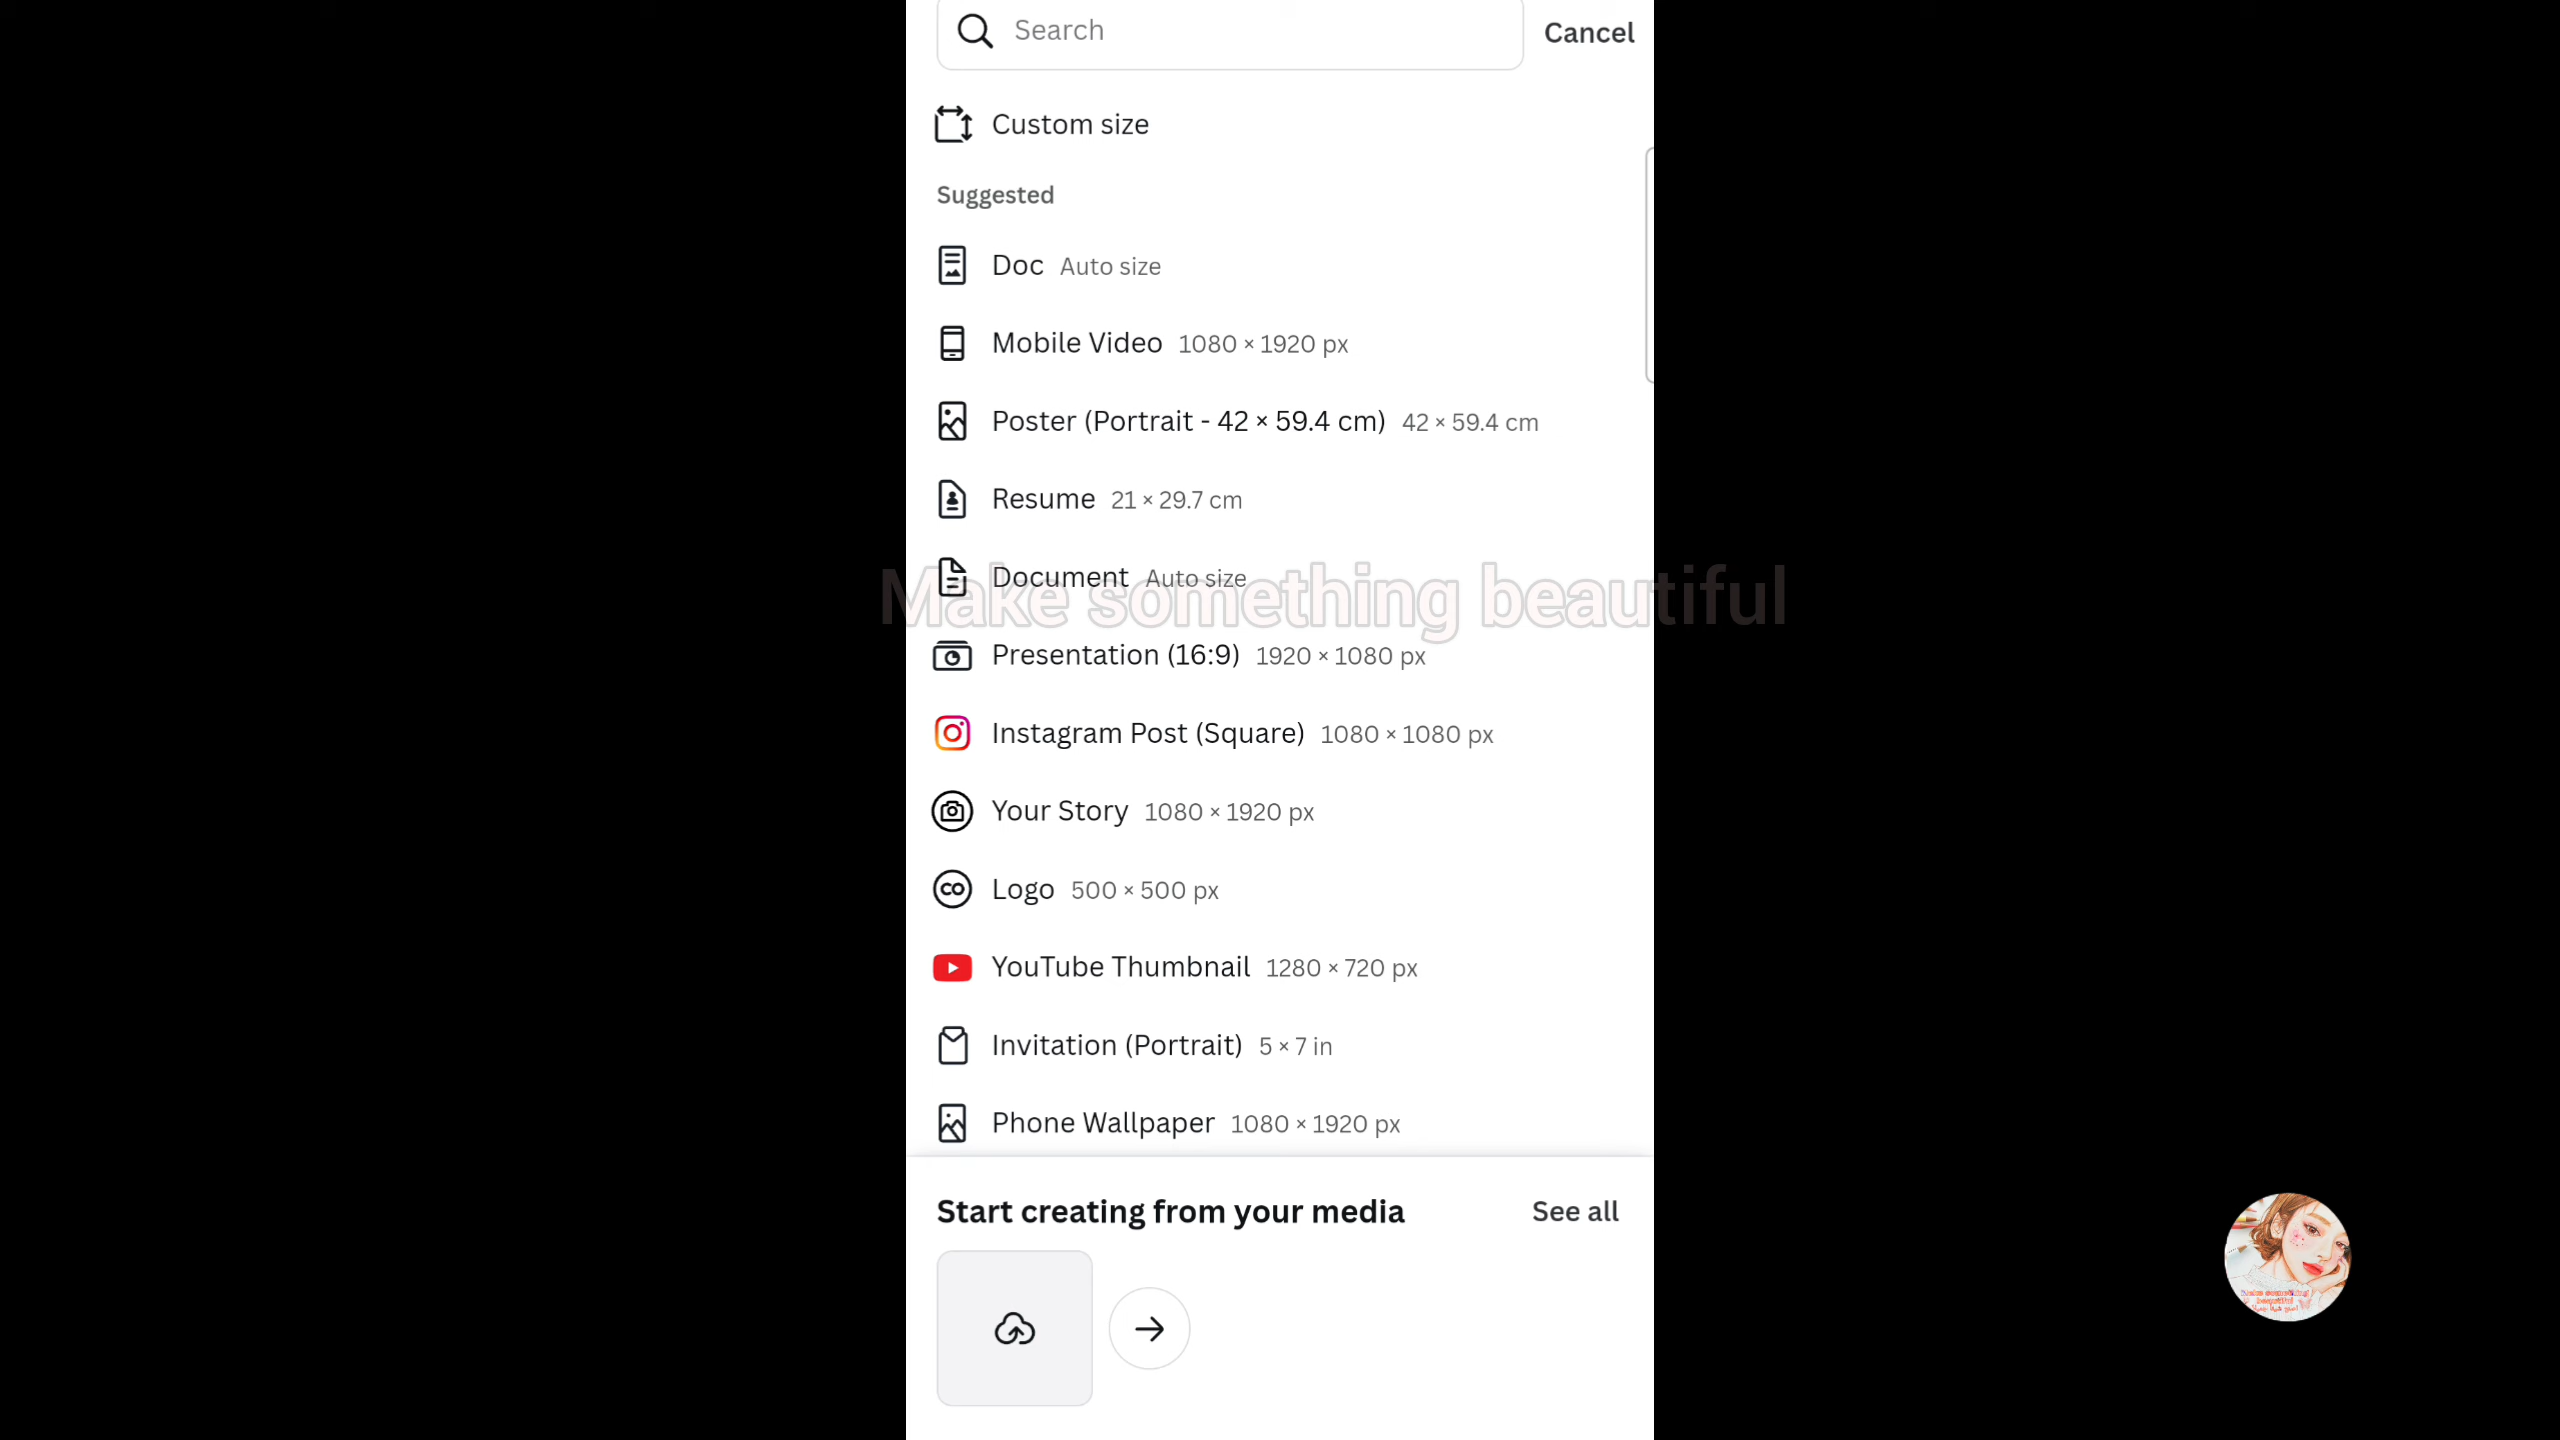 Search
Cancel
Custom size
Suggested
Doc Auto size
Mobile Video 1080 × 1920 px
Poster (Portrait - 42 × 59.4 cm) 42 × 59.4 cm
Resume 21 × 29.7 cm
Document Auto size
Make something beautiful
Presentation (16:9) 1920 × 1080 px
Instagram Post (Square) 1080 × 1080 px
Your Story 1080 × 1920 px
CO Logo 500 × 500 px
YouTube Thumbnail 1280 × 720 px
Invitation (Portrait) 5 × 7 in
Phone Wallpaper 1080 × 1920 px
Start creating from your media
See all
Make something
beautiful